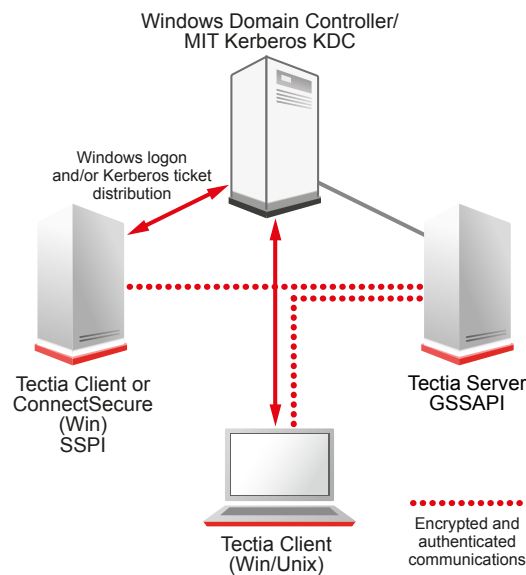 Windows Domain Controller/
MIT Kerberos KDC
Windows logon
and/or Kerberos ticket
distribution
Tectia Client or
ConnectSecure
(Win)
SSPI
Tectia Server
GSSAPI
Tectia Client
(Win/Unix)
Encrypted and
authenticated
communications